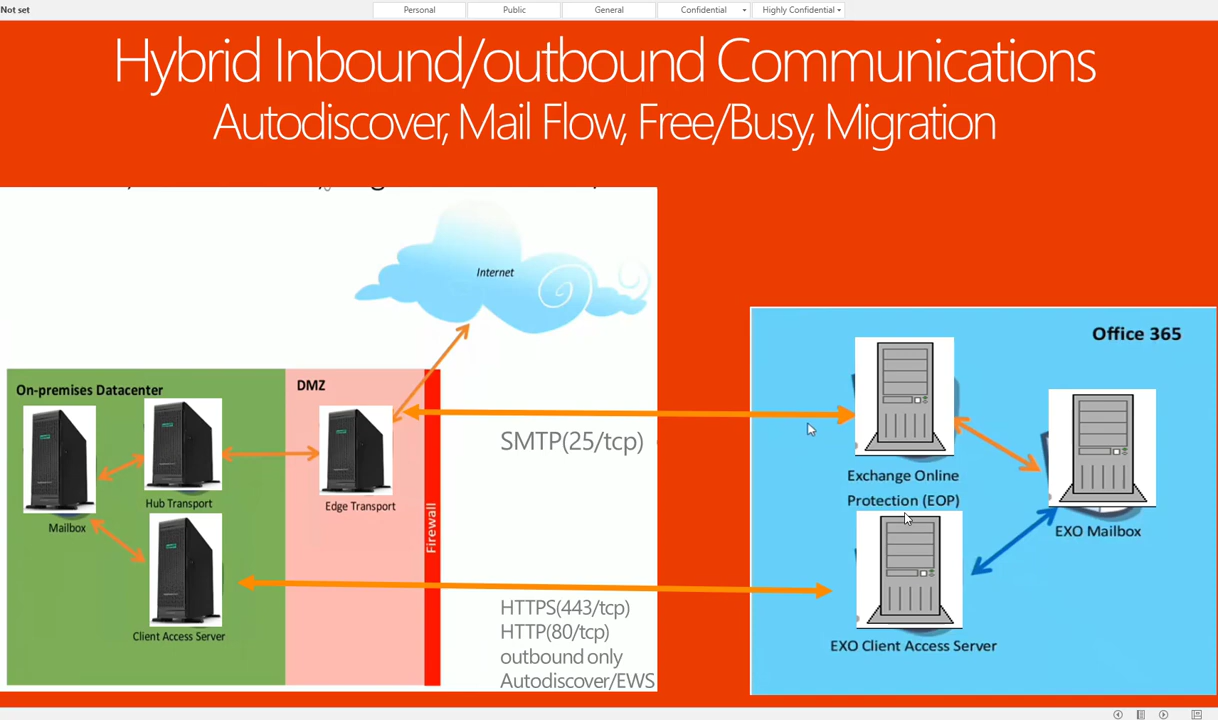 Not set
Personal
Public
General
Confidential
Highly Confidential
Hybrid Inbound/outbound Communications
Autodiscover, Mail Flow, Free/Busy, Migration
Internet
Office 365
On-premises Datacenter
DMZ
SMTP(25/tcp)
Exchange Online
Protection (EOP)
Hub Transport
Edge Transport
Mailbox
Firewall
EXO Mailbox
HTTPS(443/tcp)
HTTP(80/tcp)
outbound only
Autodiscover/EWS
Client Access Server
EXO Client Access Server